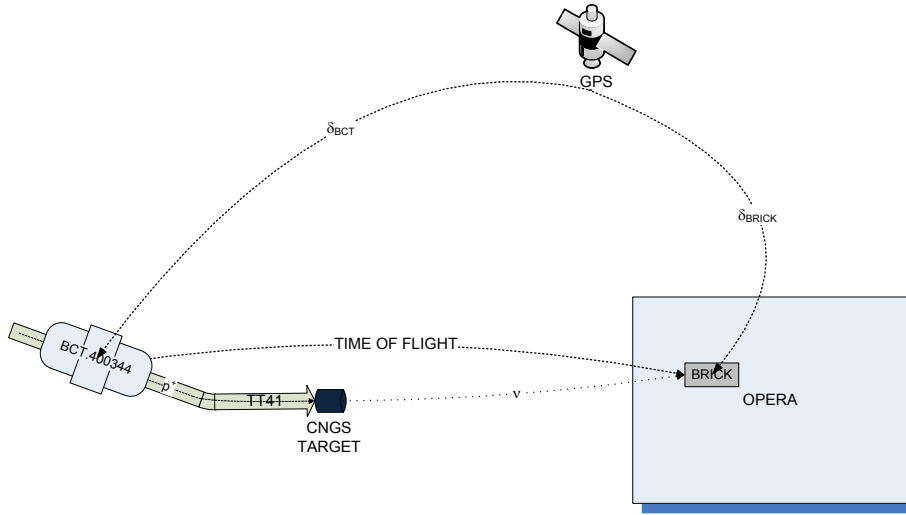 GPS
δBCT
δBRICK
TIME OF FLIGHT
BCT.400344
BRICK
p+
TT41
ν
OPERA
CNGS
TARGET